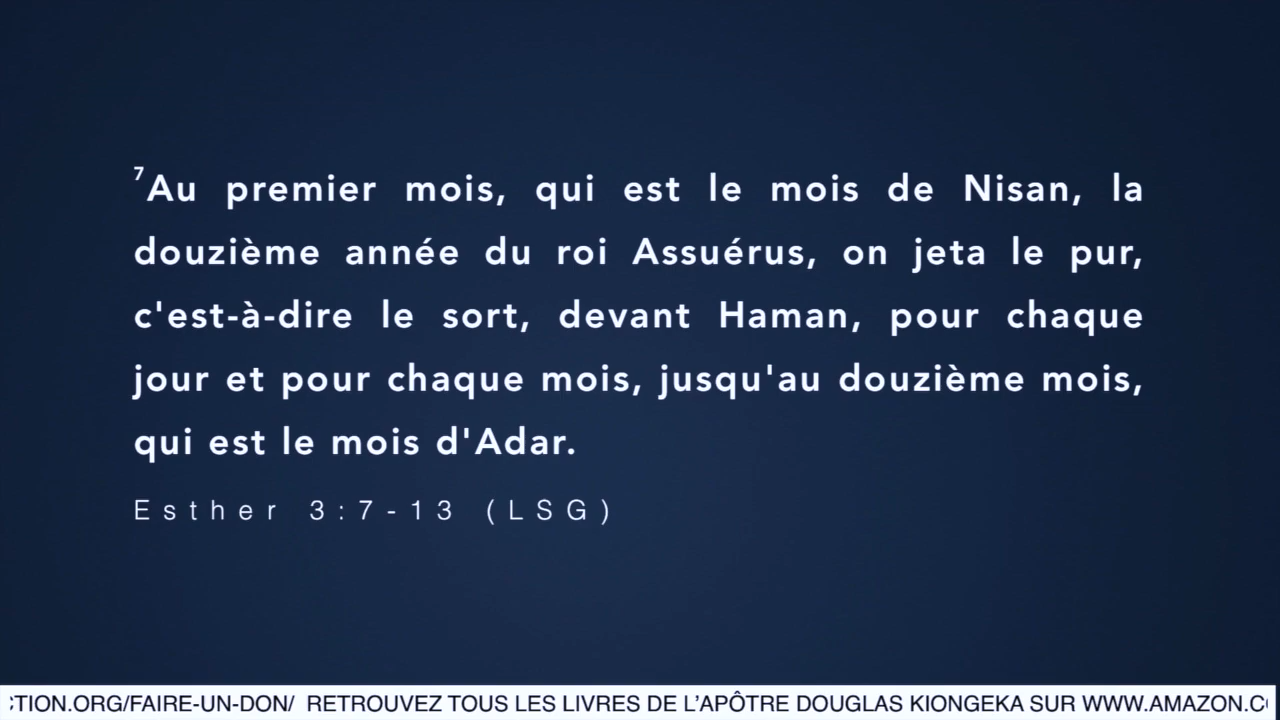 ⁷Au premier mois, qui est le mois de Nisan, la
douzième année du roi Assuérus, on jeta le pur,
c'est-à-dire le sort, devant Haman, pour chaque
jour et pour chaque mois, jusqu'au douzième mois,
qui est le mois d'Adar.
Esther 3:7-13 (LSG)
TION.ORG/FAIRE-UN-DON/ RETROUVEZ TOUS LES LIVRES DE L’APÔTRE DOUGLAS KIONGEKA SUR WWW.AMAZON.C